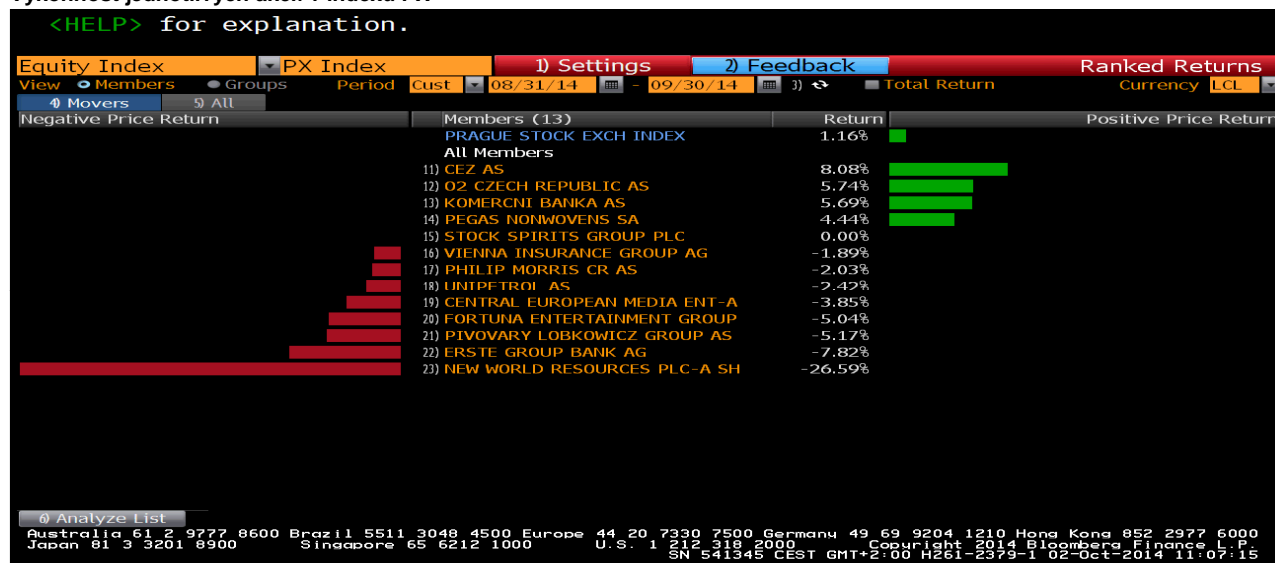 <HELP> for explanation.
Equity Index PX Index 1) Settings 2) Feedback Ranked Returns
View Members Groups Period Cust 08/31/14 - 09/30/14 3) Total Return Currency LCL
4) Movers 5) All
Negative Price Return Members (13) Return Positive Price Return
PRAGUE STOCK EXCH INDEX 1.16%
All Members
11) CEZ AS 8.08%
12) O2 CZECH REPUBLIC AS 5.74%
13) KOMERCNI BANKA AS 5.69%
14) PEGAS NONWOVENS SA 4.44%
15) STOCK SPIRITS GROUP PLC 0.00%
16) VIENNA INSURANCE GROUP AG -1.89%
17) PHILIP MORRIS CR AS -2.03%
18) UNIPETROL AS -2.42%
19) CENTRAL EUROPEAN MEDIA ENT-A -3.85%
20) FORTUNA ENTERTAINMENT GROUP -5.04%
21) PIVOVARY LOBKOWICZ GROUP AS -5.17%
22) ERSTE GROUP BANK AG -7.82%
23) NEW WORLD RESOURCES PLC-A SH -26.59%
6) Analyze List
Australia 61 2 9777 8600 Brazil 5511 3048 4500 Europe 44 20 7330 7500 Germany 49 69 9204 1210 Hong Kong 852 2977 6000
Japan 81 3 3201 8900 Singapore 65 6212 1000 U.S. 1 212 318 2000 Copyright 2014 Bloomberg Finance L.P.
SN 541345 CEST GMT+2:00 H261-2379-1 02-Oct-2014 11:07:15